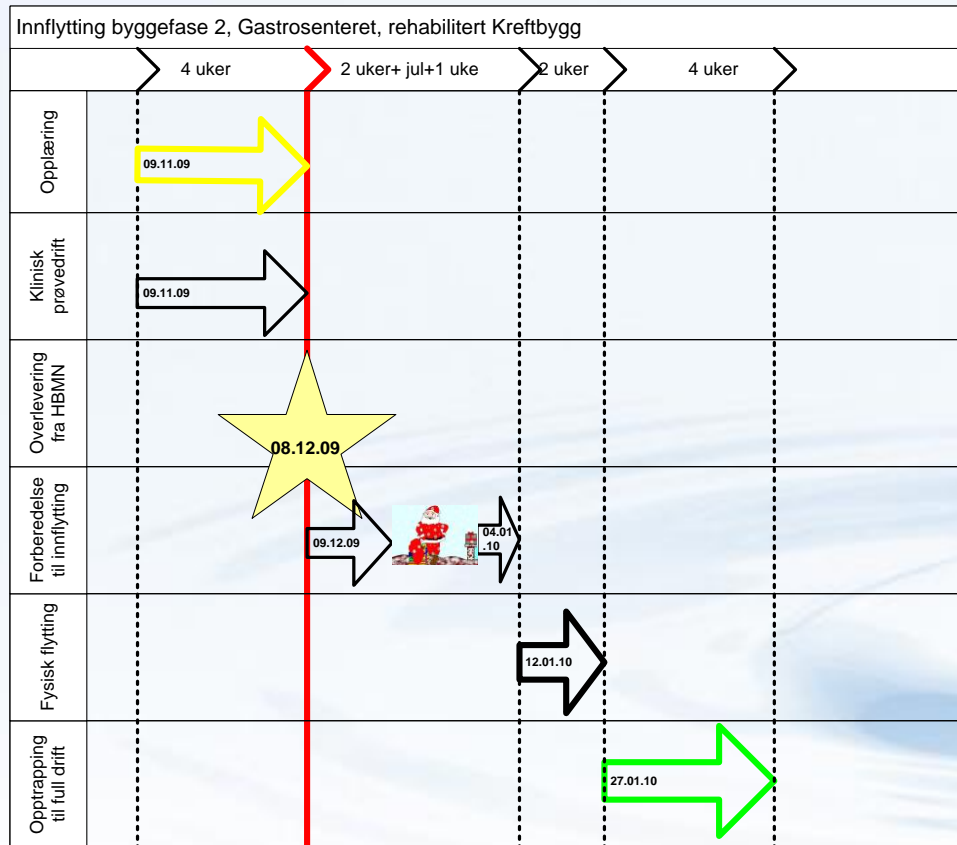 Innflytting byggefase 2, Gastrosenteret, rehabilitert Kreftbygg
4 uker
2 uker+ jul+1 uke
2 uker
4 uker
Opplæring
09.11.09
Klinisk
prøvedrift
09.11.09
Overlevering
fra HBMN
08.12.09
Forberedelse
til innflytting
09.12.09
04.01
.10
Fysisk flytting
12.01.10
Opptrapping
til full drift
27.01.10